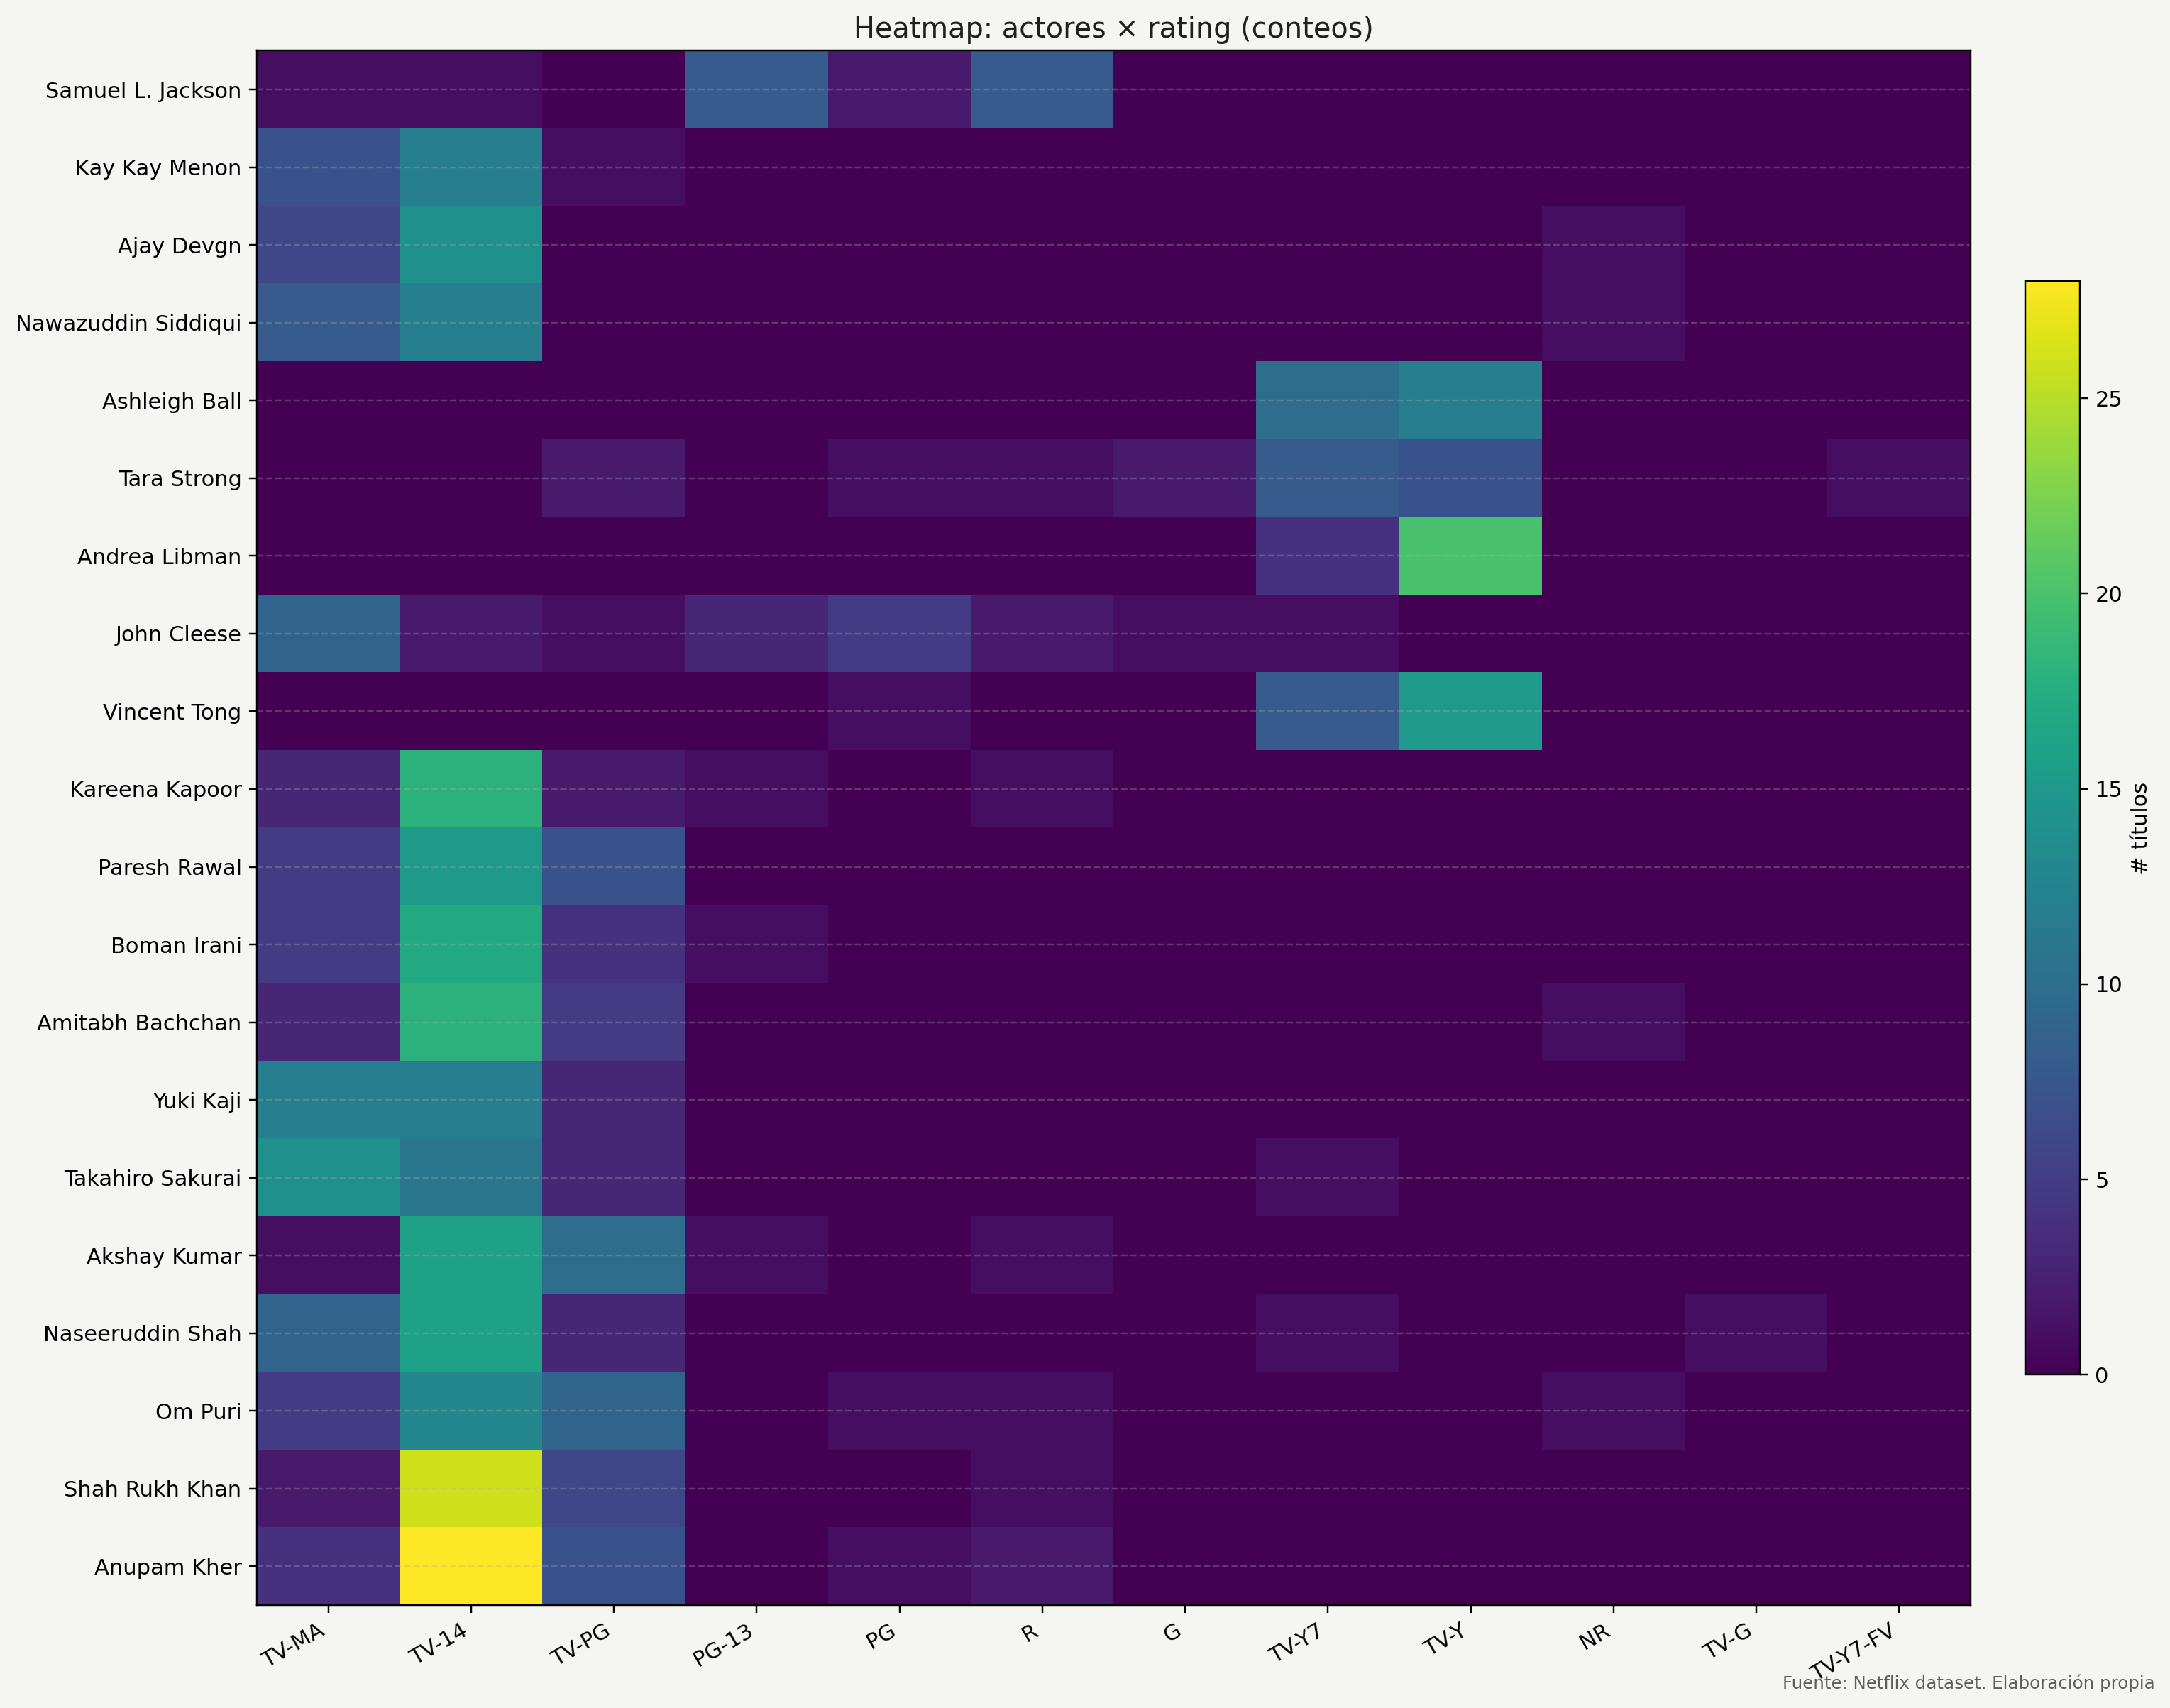 Heatmap: actores × rating (conteos)
Samuel L. Jackson
Kay Kay Menon
Ajay Devgn
Nawazuddin Siddiqui
Ashleigh Ball
Tara Strong
Andrea Libman
John Cleese
Vincent Tong
Kareena Kapoor
Paresh Rawal
Boman Irani
Amitabh Bachchan
Yuki Kaji
Takahiro Sakurai
Akshay Kumar
Naseeruddin Shah
Om Puri
Shah Rukh Khan
Anupam Kher
TV-MA
TV-14
TV-PG
PG-13
PG
R
G
TV-Y7
TV-Y
NR
TV-G
TV-Y7-FV
25
20
15
10
5
0
# títulos
Fuente: Netflix dataset. Elaboración propia